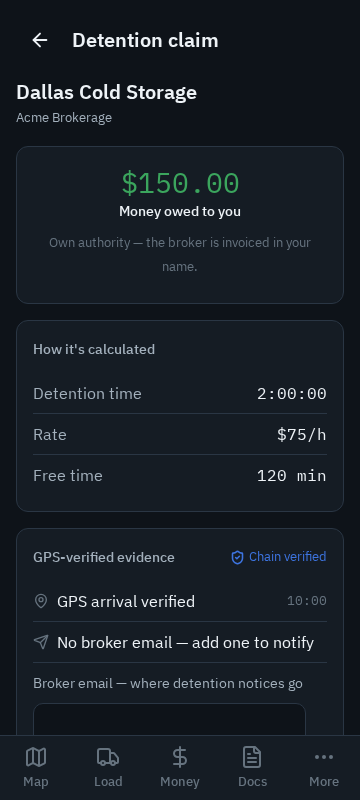 Detention claim
Dallas Cold Storage
Acme Brokerage
$150.00
Money owed to you
Own authority — the broker is invoiced in your
name.
How it's calculated
Detention time 2:00:00
Rate $75/h
Free time 120 min
GPS-verified evidence Chain verified
GPS arrival verified 10:00
No broker email — add one to notify
Broker email — where detention notices go
Map Load Money Docs More